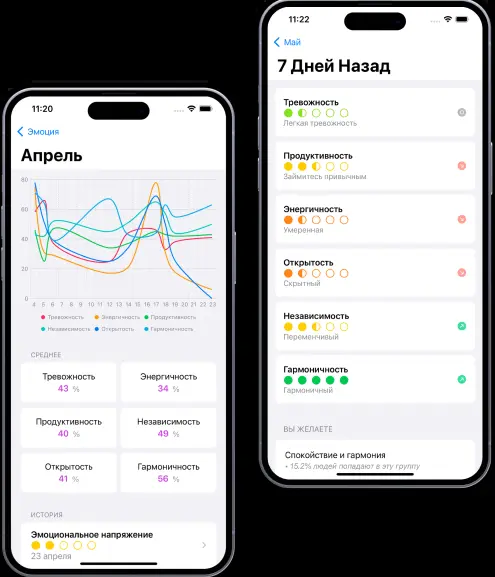 11:20
Эмоция
Апрель
80
60
40
20
0
4 5 6 7 8 9 10 11 12 13 14 15 16 17 18 19 20 21 22 23
Тревожность Энергичность Продуктивность
Независимость Открытость Гармоничность
СРЕДНЕЕ
Тревожность Энергичность
43 % 34 %
Продуктивность Независимость
40 % 49 %
Открытость Гармоничность
41 % 56 %
ИСТОРИЯ
Эмоциональное напряжение
23 апреля
11:22
Май
7 Дней Назад
Тревожность
Легкая тревожность
Продуктивность
Займитесь привычным
Энергичность
Умеренная
Открытость
Скрытный
Независимость
Переменчивый
Гармоничность
Гармоничный
ВЫ ЖЕЛАЕТЕ
Спокойствие и гармония
• 15.2% людей попадают в эту группу